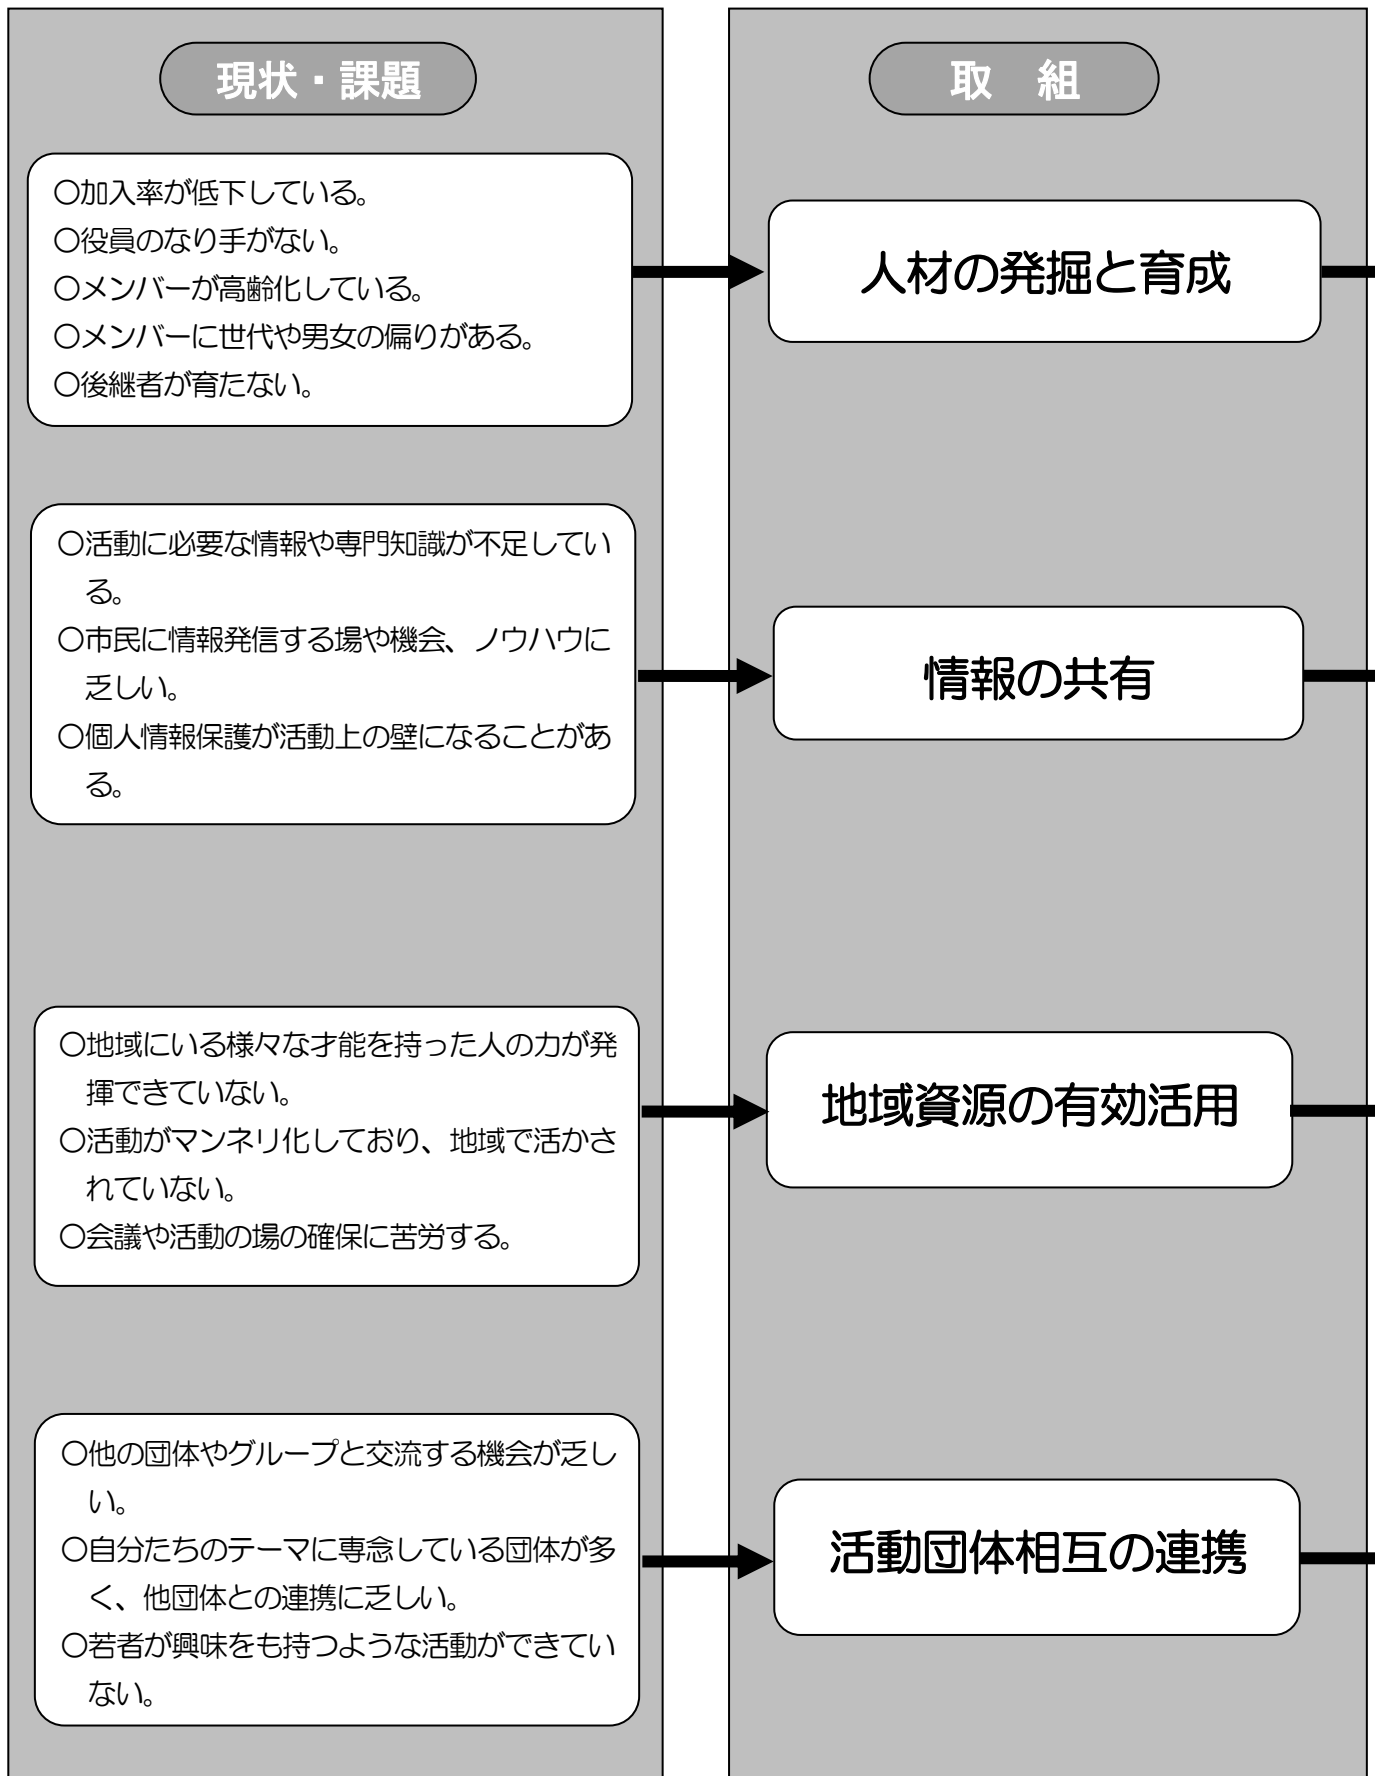 現状・課題
〇加入率が低下している。
〇役員のなり手がない。
〇メンバーが高齢化している。
〇メンバーに世代や男女の偏りがある。
〇後継者が育たない。
〇活動に必要な情報や専門知識が不足してい
る。
〇市民に情報発信する場や機会、ノウハウに
乏しい。
〇個人情報保護が活動上の壁になることがあ
る。
〇地域にいる様々な才能を持った人の力が発
揮できていない。
〇活動がマンネリ化しており、地域で活かさ
れていない。
〇会議や活動の場の確保に苦労する。
〇他の団体やグループと交流する機会が乏し
い。
〇自分たちのテーマに専念している団体が多
く、他団体との連携に乏しい。
〇若者が興味をも持つような活動ができてい
ない。
取　組
人材の発掘と育成
情報の共有
地域資源の有効活用
活動団体相互の連携